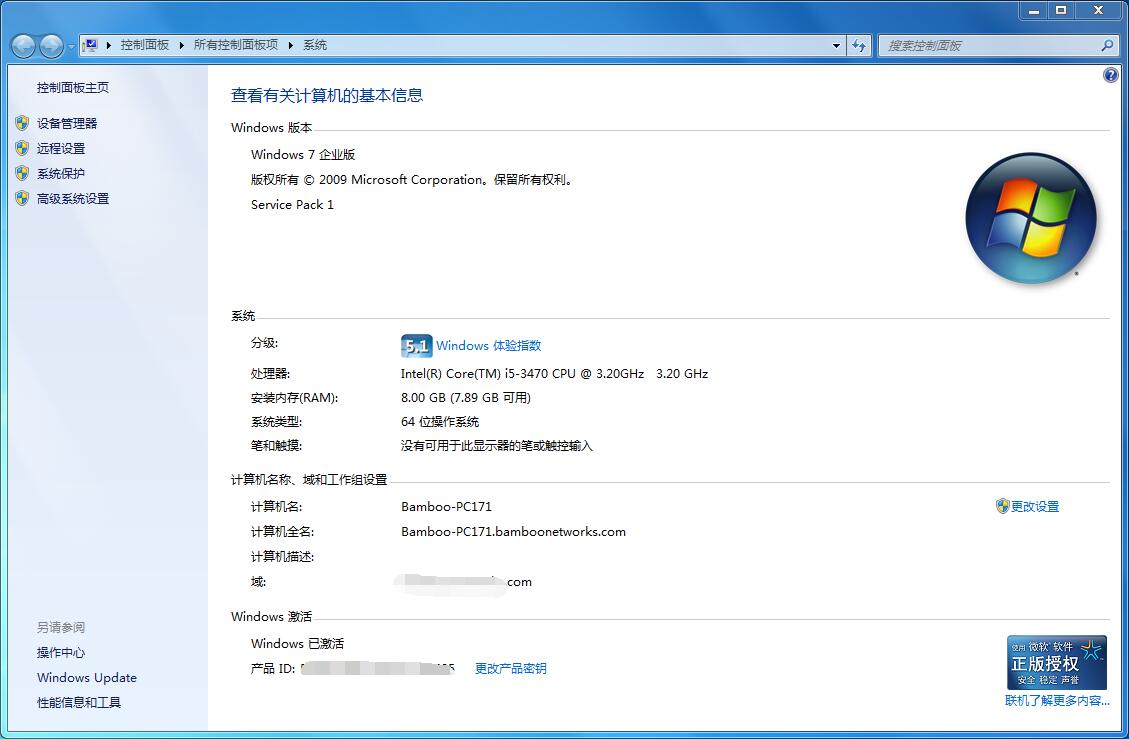 控制面板 ▸ 所有控制面板项 ▸ 系统
搜索控制面板
控制面板主页
设备管理器
远程设置
系统保护
高级系统设置
另请参阅
操作中心
Windows Update
性能信息和工具
查看有关计算机的基本信息
Windows 版本
Windows 7 企业版
版权所有 © 2009 Microsoft Corporation。保留所有权利。
Service Pack 1
系统
分级: 5.1 Windows 体验指数
处理器: Intel(R) Core(TM) i5-3470 CPU @ 3.20GHz 3.20 GHz
安装内存(RAM): 8.00 GB (7.89 GB 可用)
系统类型: 64 位操作系统
笔和触摸: 没有可用于此显示器的笔或触控输入
计算机名称、域和工作组设置
计算机名: Bamboo-PC171 更改设置
计算机全名: Bamboo-PC171.bamboonetworks.com
计算机描述:
域: .com
Windows 激活
Windows 已激活
产品 ID: 更改产品密钥
使用 微软 软件
正版授权
安全 稳定 声誉
联机了解更多内容...